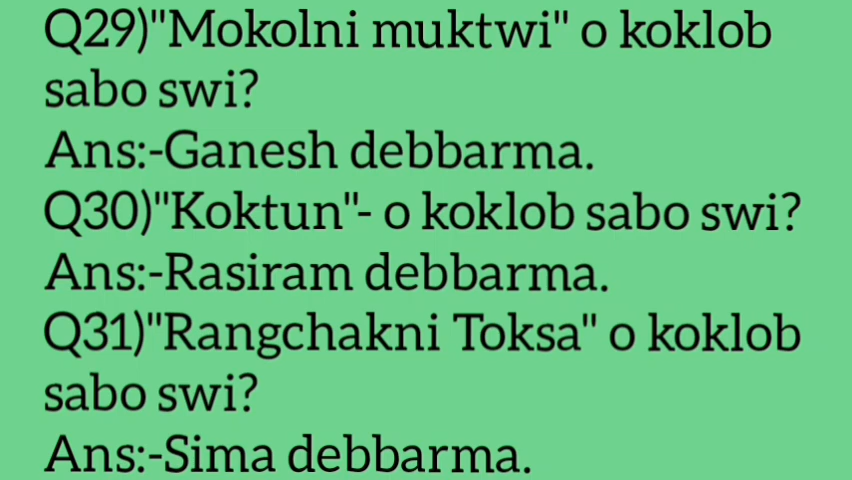 Q29)"Mokolni muktwi" o koklob
sabo swi?
Ans:-Ganesh debbarma.
Q30)"Koktun"- o koklob sabo swi?
Ans:-Rasiram debbarma.
Q31)"Rangchakni Toksa" o koklob
sabo swi?
Ans:-Sima debbarma.